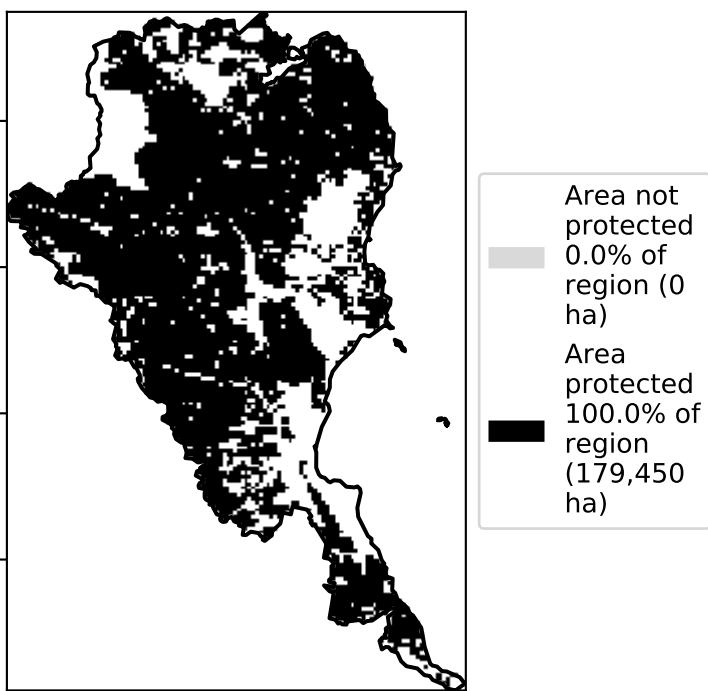 Area not
protected
0.0% of
region (0
ha)
Area
protected
100.0% of
region
(179,450
ha)